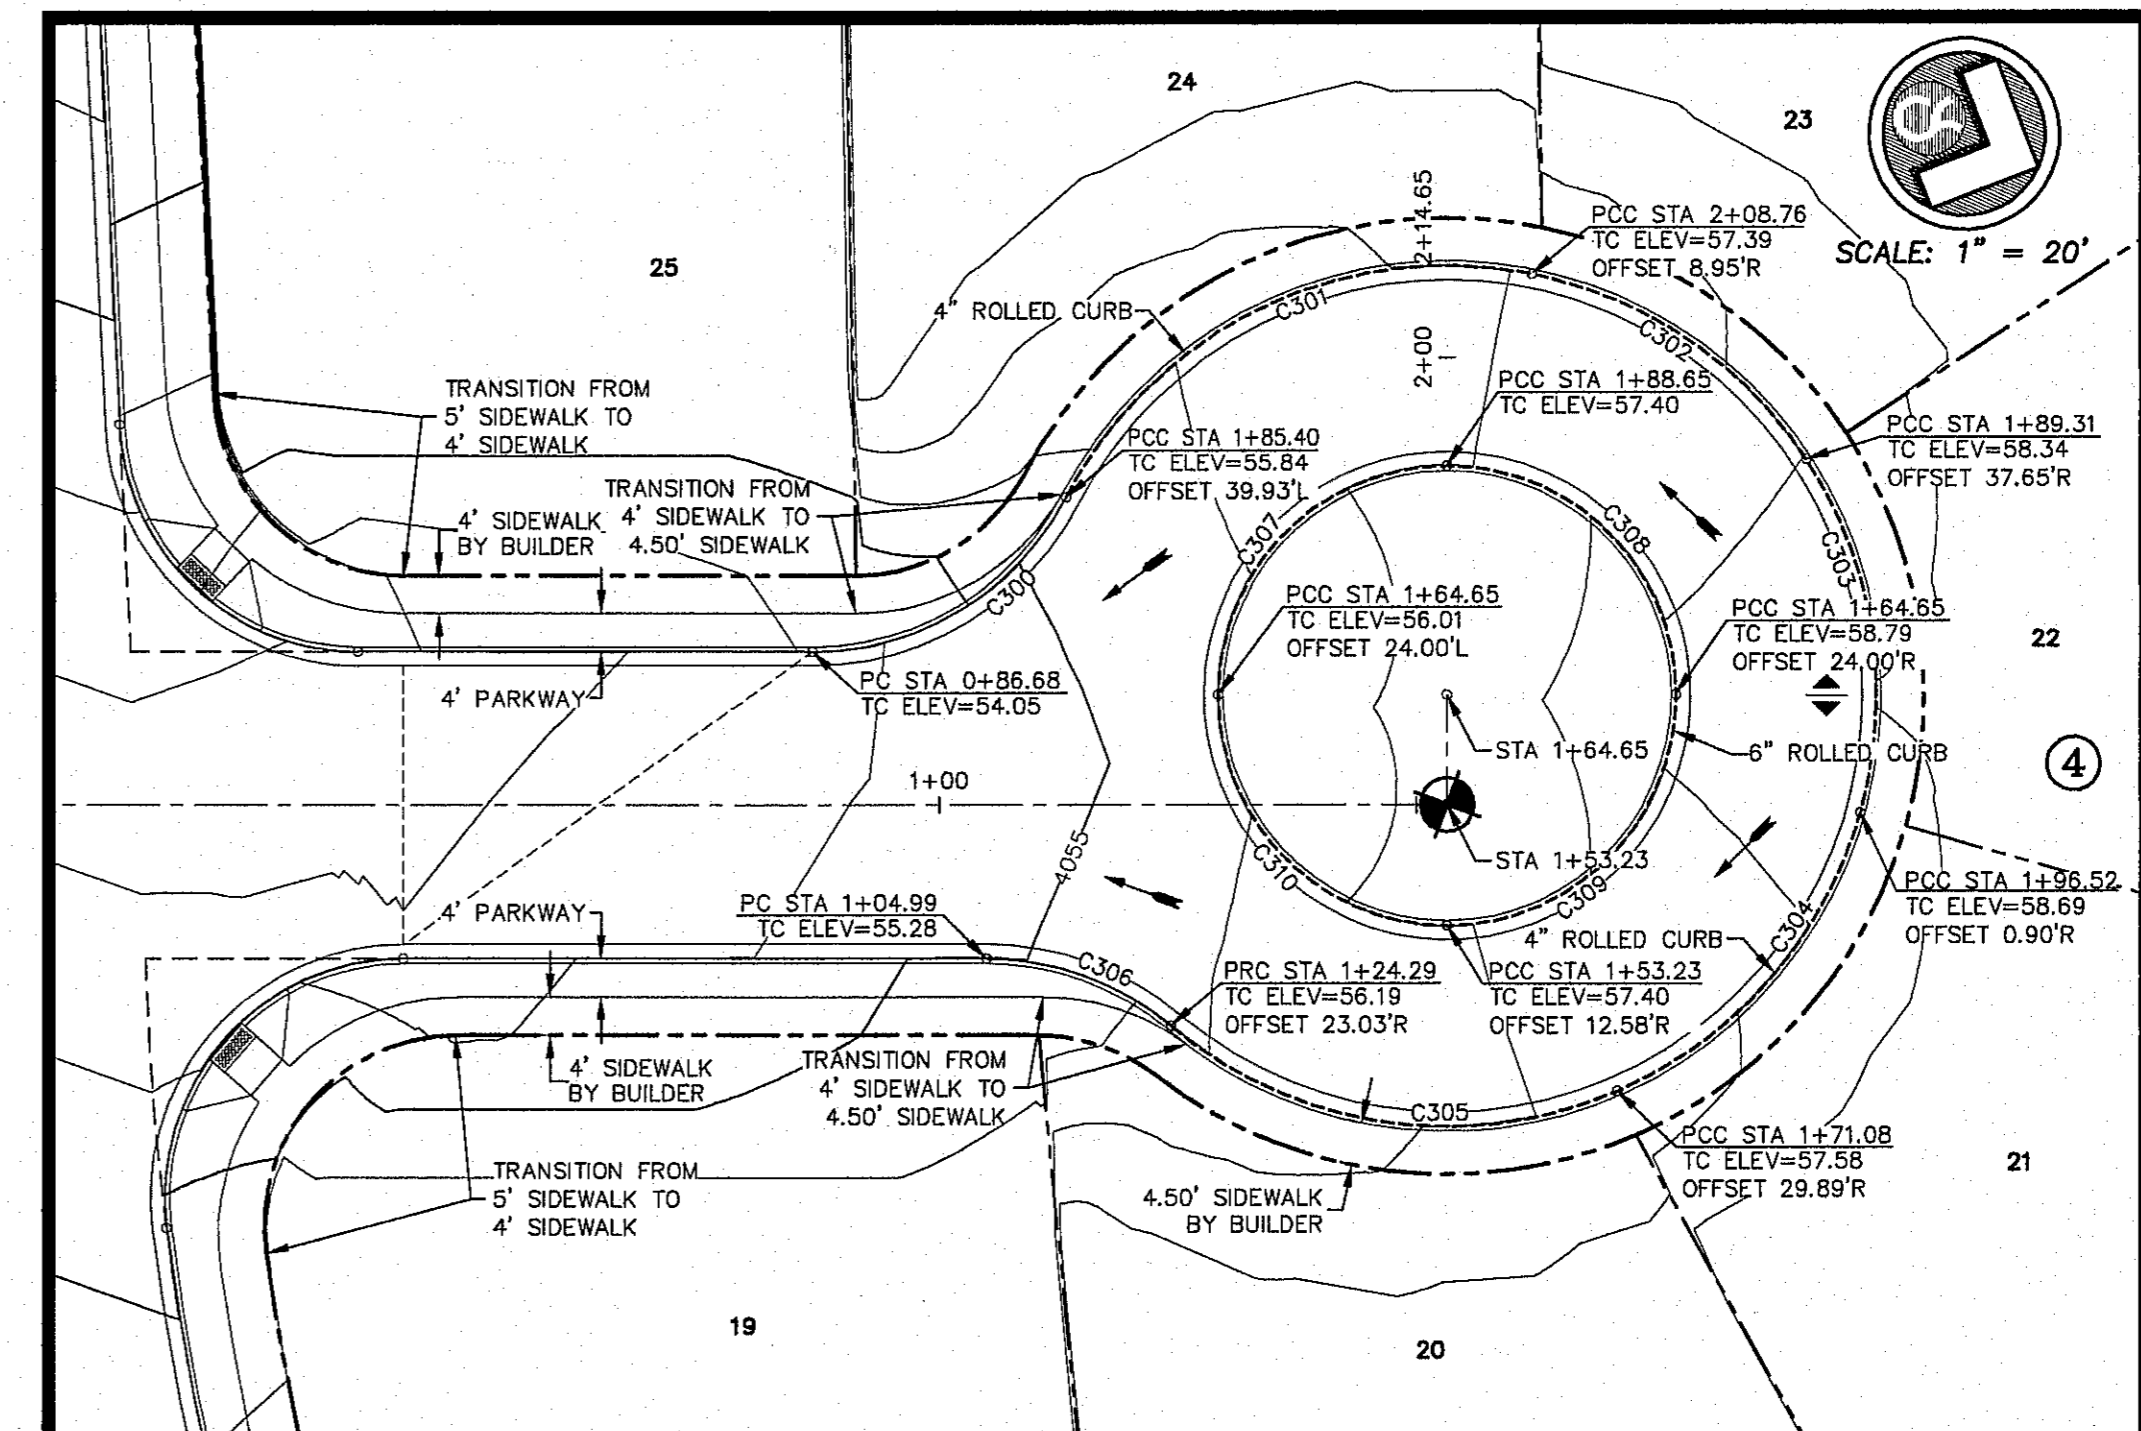 24
23
25
SCALE: 1" = 20'
2+14.65
PCC STA 2+08.76
TC ELEV=57.39
OFFSET 8.95'R
4" ROLLED CURB
C301
C302
2+00
TRANSITION FROM
5' SIDEWALK TO
4' SIDEWALK
PCC STA 1+88.65
TC ELEV=57.40
PCC STA 1+85.40
TC ELEV=55.84
OFFSET 39.93'L
PCC STA 1+89.31
TC ELEV=58.34
OFFSET 37.65'R
TRANSITION FROM
4' SIDEWALK TO
4.50' SIDEWALK
4' SIDEWALK
BY BUILDER
C307
C308
C303
C300
PCC STA 1+64.65
TC ELEV=56.01
OFFSET 24.00'L
PCC STA 1+64.65
TC ELEV=58.79
OFFSET 24.00'R
22
4' PARKWAY
PC STA 0+86.68
TC ELEV=54.05
STA 1+64.65
6" ROLLED CURB
4
1+00
4055
STA 1+53.23
C310
C309
C304
PCC STA 1+96.52
TC ELEV=58.69
OFFSET 0.90'R
4' PARKWAY
PC STA 1+04.99
TC ELEV=55.28
4" ROLLED CURB
C306
PRC STA 1+24.29
TC ELEV=56.19
OFFSET 23.03'R
PCC STA 1+53.23
TC ELEV=57.40
OFFSET 12.58'R
4' SIDEWALK
BY BUILDER
TRANSITION FROM
4' SIDEWALK TO
4.50' SIDEWALK
C305
PCC STA 1+71.08
TC ELEV=57.58
OFFSET 29.89'R
21
TRANSITION FROM
5' SIDEWALK TO
4' SIDEWALK
4.50' SIDEWALK
BY BUILDER
19
20